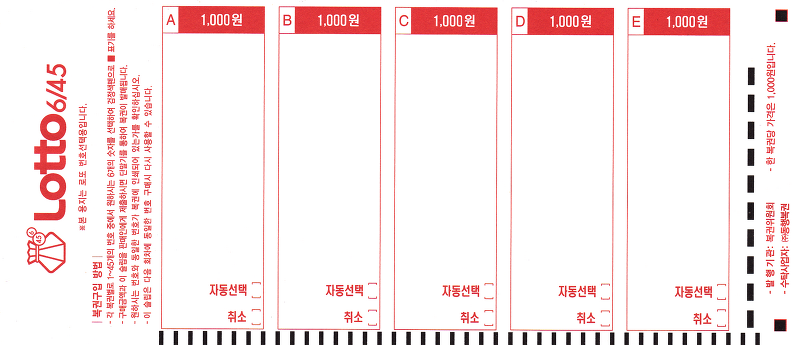 Lotto 6/45
※본 용지는 로또 번호선택용입니다.
복권구입 방법
- 각 복권별로 1~45개의 번호 중에서 원하시는 6개의 숫자를 선택하여 검정색펜으로 ■ 표기를 하세요.
- 구매금액과 이 슬립을 판매인에게 제출하시면 단말기를 통하여 복권이 발매됩니다.
- 원하시는 번호와 동일한 번호가 복권에 인쇄되어 있는가를 확인하십시오.
- 이 슬립은 다음 회차에 동일한 번호 구매시 다시 사용할 수 있습니다.
A 1,000원
자동선택 [ ]
취소 [ ]
B 1,000원
자동선택 [ ]
취소 [ ]
C 1,000원
자동선택 [ ]
취소 [ ]
D 1,000원
자동선택 [ ]
취소 [ ]
E 1,000원
자동선택 [ ]
취소 [ ]
- 발행기관: 복권위원회
- 한 복권당 가격은 1,000원입니다.
- 수탁사업자: ㈜동행복권